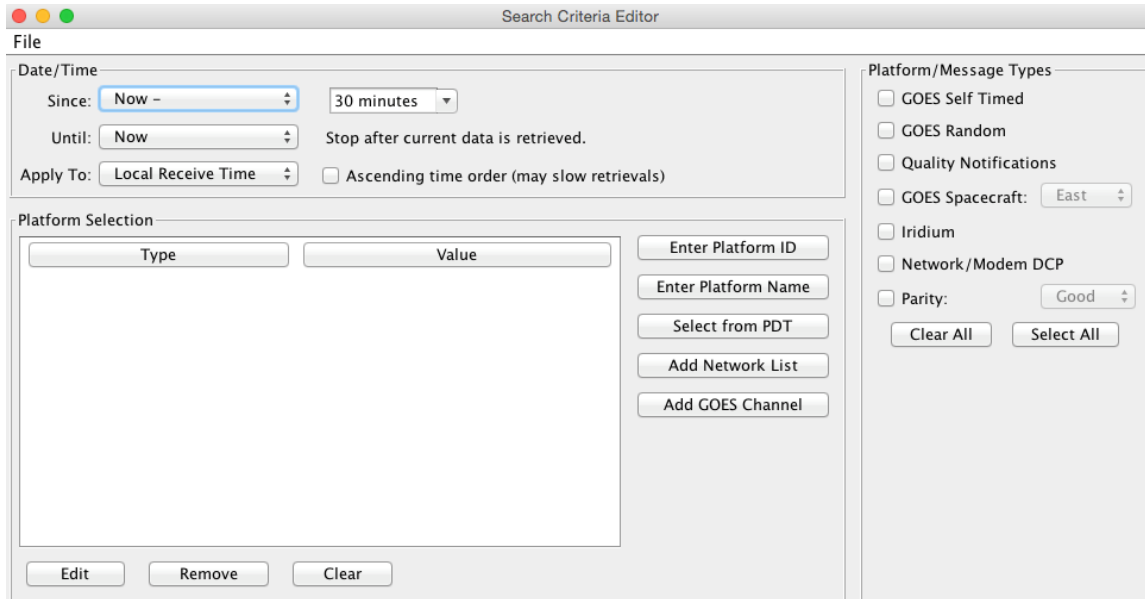 Search Criteria Editor
File
Date/Time
Since: Now – 30 minutes
Until: Now Stop after current data is retrieved.
Apply To: Local Receive Time Ascending time order (may slow retrievals)
Platform Selection
Type Value
Enter Platform ID
Enter Platform Name
Select from PDT
Add Network List
Add GOES Channel
Edit Remove Clear
Platform/Message Types
GOES Self Timed
GOES Random
Quality Notifications
GOES Spacecraft: East
Iridium
Network/Modem DCP
Parity: Good
Clear All Select All